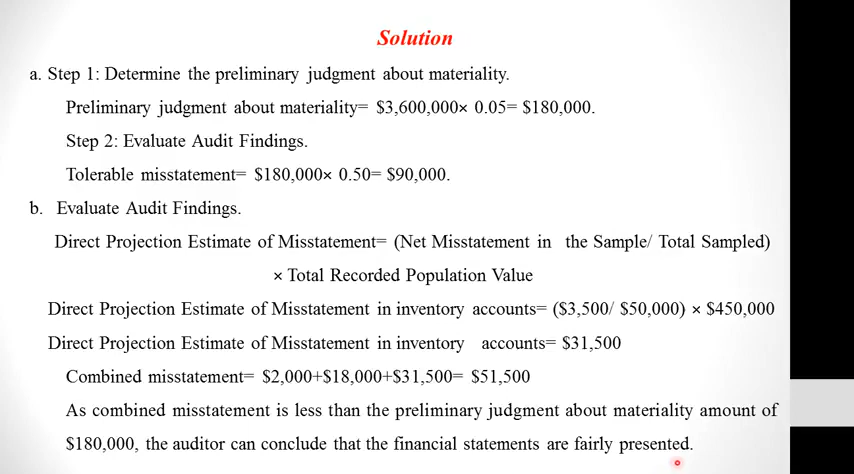 Solution
a. Step 1: Determine the preliminary judgment about materiality.
Preliminary judgment about materiality= $3,600,000× 0.05= $180,000.
Step 2: Evaluate Audit Findings.
Tolerable misstatement= $180,000× 0.50= $90,000.
b. Evaluate Audit Findings.
Direct Projection Estimate of Misstatement= (Net Misstatement in the Sample/ Total Sampled)
× Total Recorded Population Value
Direct Projection Estimate of Misstatement in inventory accounts= ($3,500/ $50,000) × $450,000
Direct Projection Estimate of Misstatement in inventory accounts= $31,500
Combined misstatement= $2,000+$18,000+$31,500= $51,500
As combined misstatement is less than the preliminary judgment about materiality amount of
$180,000, the auditor can conclude that the financial statements are fairly presented.